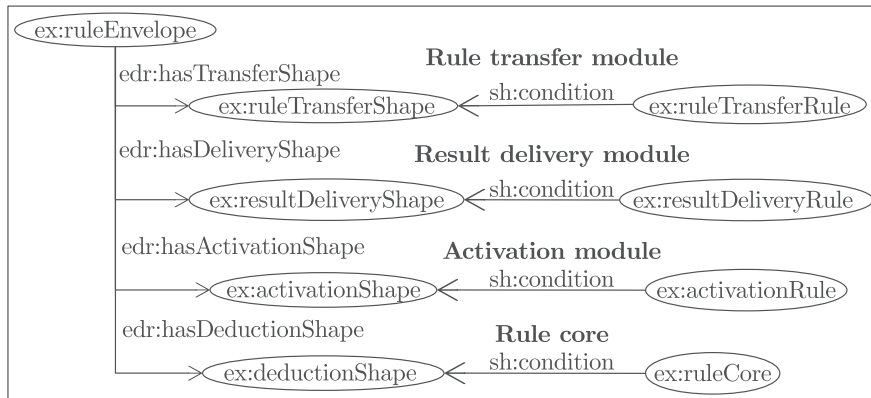 ex:ruleEnvelope
edr:hasTransferShape
Rule transfer module
sh:condition
ex:ruleTransferShape
ex:ruleTransferRule
edr:hasDeliveryShape
Result delivery module
sh:condition
ex:resultDeliveryShape
ex:resultDeliveryRule
edr:hasActivationShape
Activation module
sh:condition
ex:activationShape
ex:activationRule
edr:hasDeductionShape
Rule core
sh:condition
ex:deductionShape
ex:ruleCore